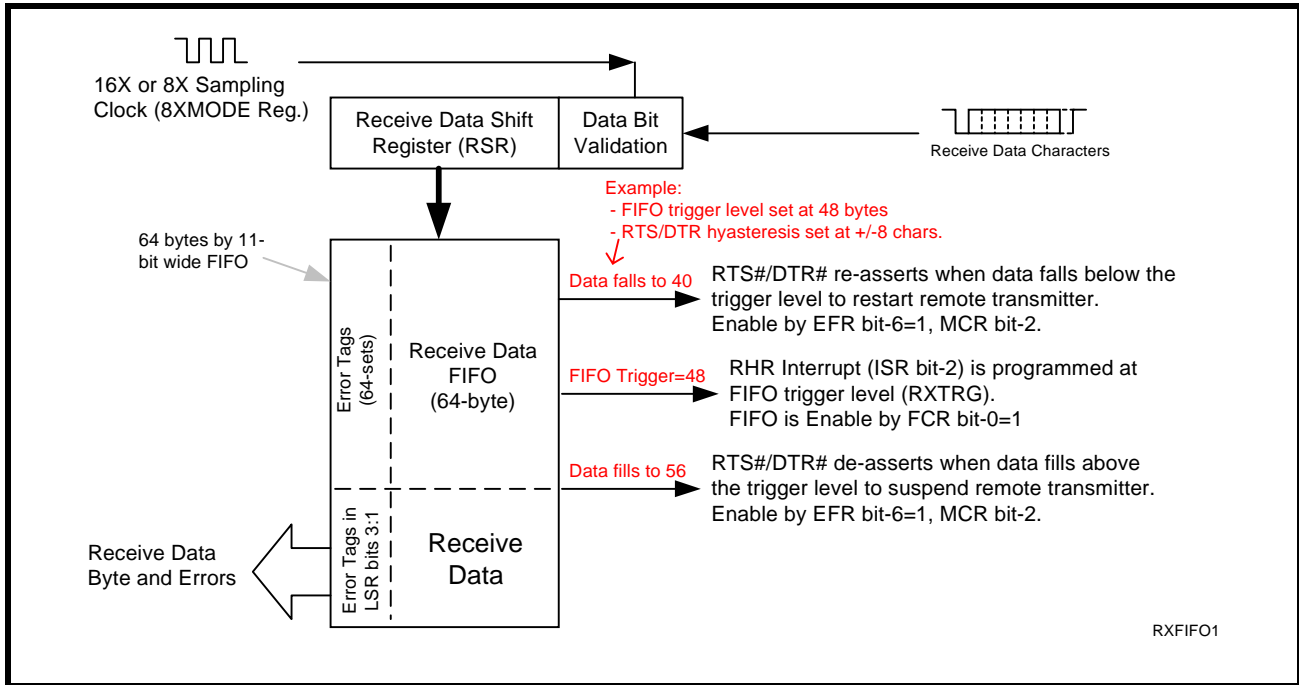 16X or 8X Sampling
Clock (8XMODE Reg.)
Receive Data Shift
Register (RSR)
Data Bit
Validation
Receive Data Characters
Example:
- FIFO trigger level set at 48 bytes
- RTS/DTR hyasteresis set at +/-8 chars.
64 bytes by 11-
bit wide FIFO
Error Tags
(64-sets)
Receive Data
FIFO
(64-byte)
Data falls to 40
RTS#/DTR# re-asserts when data falls below the
trigger level to restart remote transmitter.
Enable by EFR bit-6=1, MCR bit-2.
FIFO Trigger=48
RHR Interrupt (ISR bit-2) is programmed at
FIFO trigger level (RXTRG).
FIFO is Enable by FCR bit-0=1
Data fills to 56
RTS#/DTR# de-asserts when data fills above
the trigger level to suspend remote transmitter.
Enable by EFR bit-6=1, MCR bit-2.
Error Tags in
LSR bits 3:1
Receive
Data
Receive Data
Byte and Errors
RXFIFO1